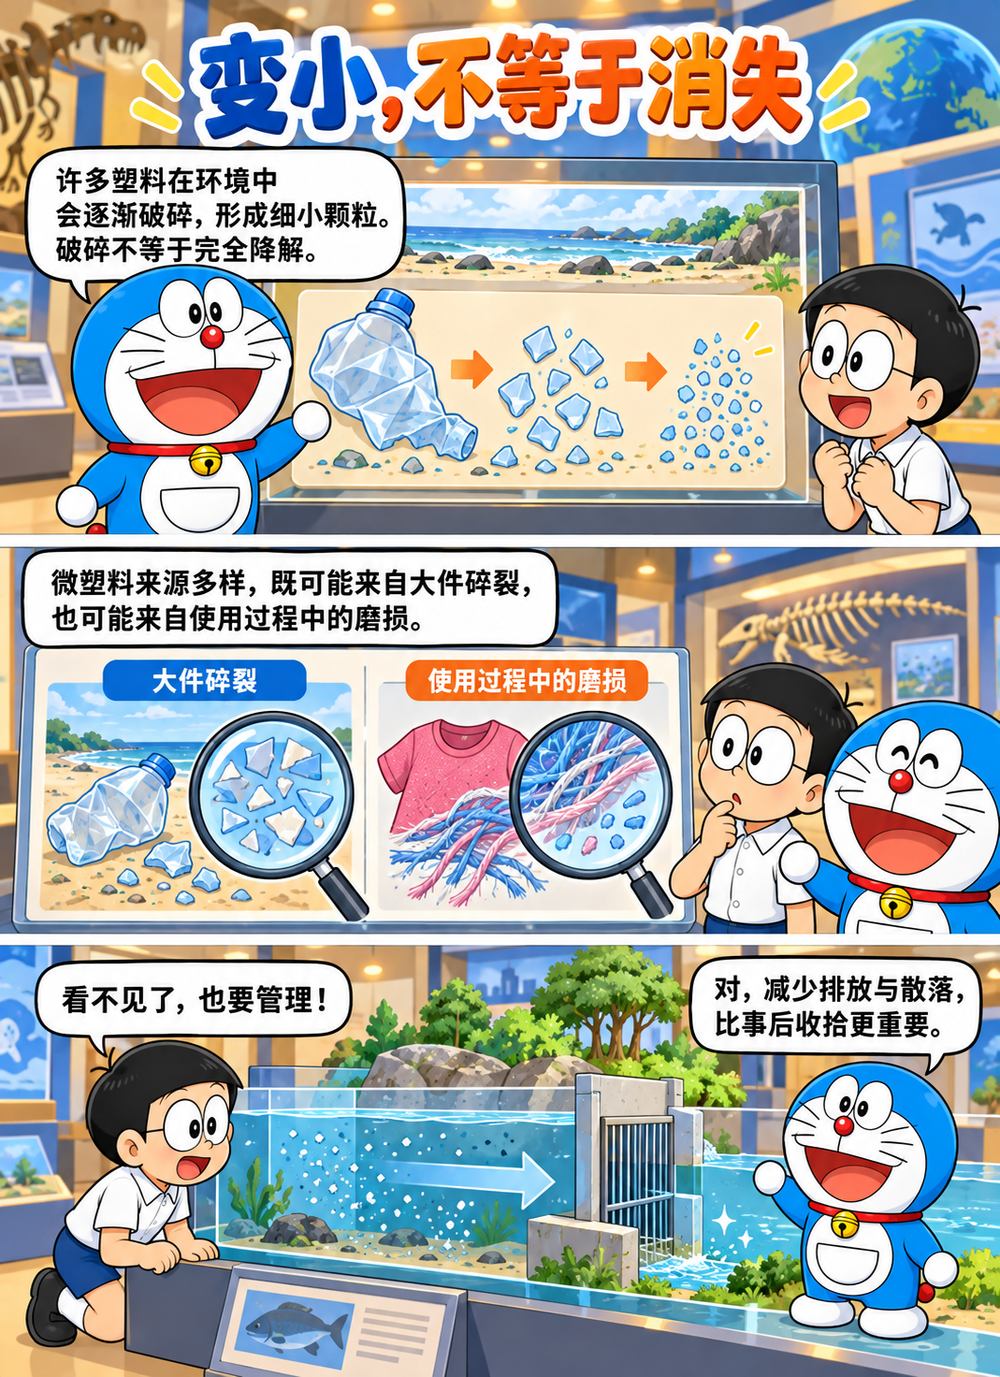 变小，不等于消失
许多塑料在环境中
会逐渐破碎，形成细小颗粒。
破碎不等于完全降解。
微塑料来源多样，既可能来自大件碎裂，
也可能来自使用过程中的磨损。
大件碎裂
使用过程中的磨损
看不见了，也要管理！
对，减少排放与散落，
比事后收拾更重要。